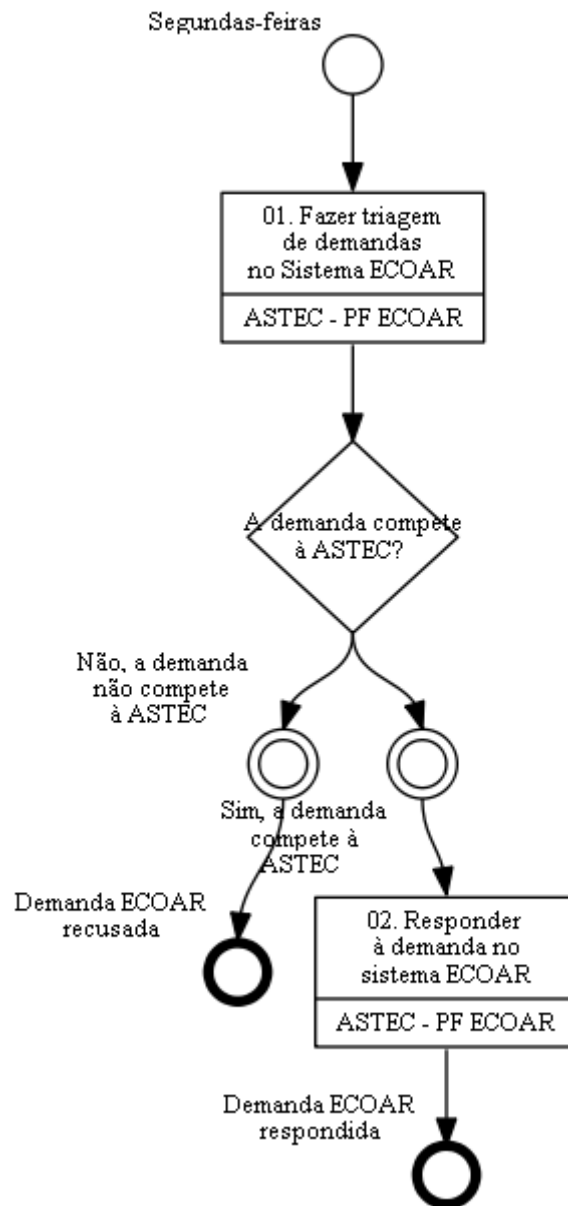 Segundas-feiras
01. Fazer triagem
de demandas
no Sistema ECOAR
ASTEC - PF ECOAR
A demanda compete
à ASTEC?
Não, a demanda
não compete
à ASTEC
Sim, a demanda
compete à
ASTEC
Demanda ECOAR
recusada
02. Responder
à demanda no
sistema ECOAR
ASTEC - PF ECOAR
Demanda ECOAR
respondida